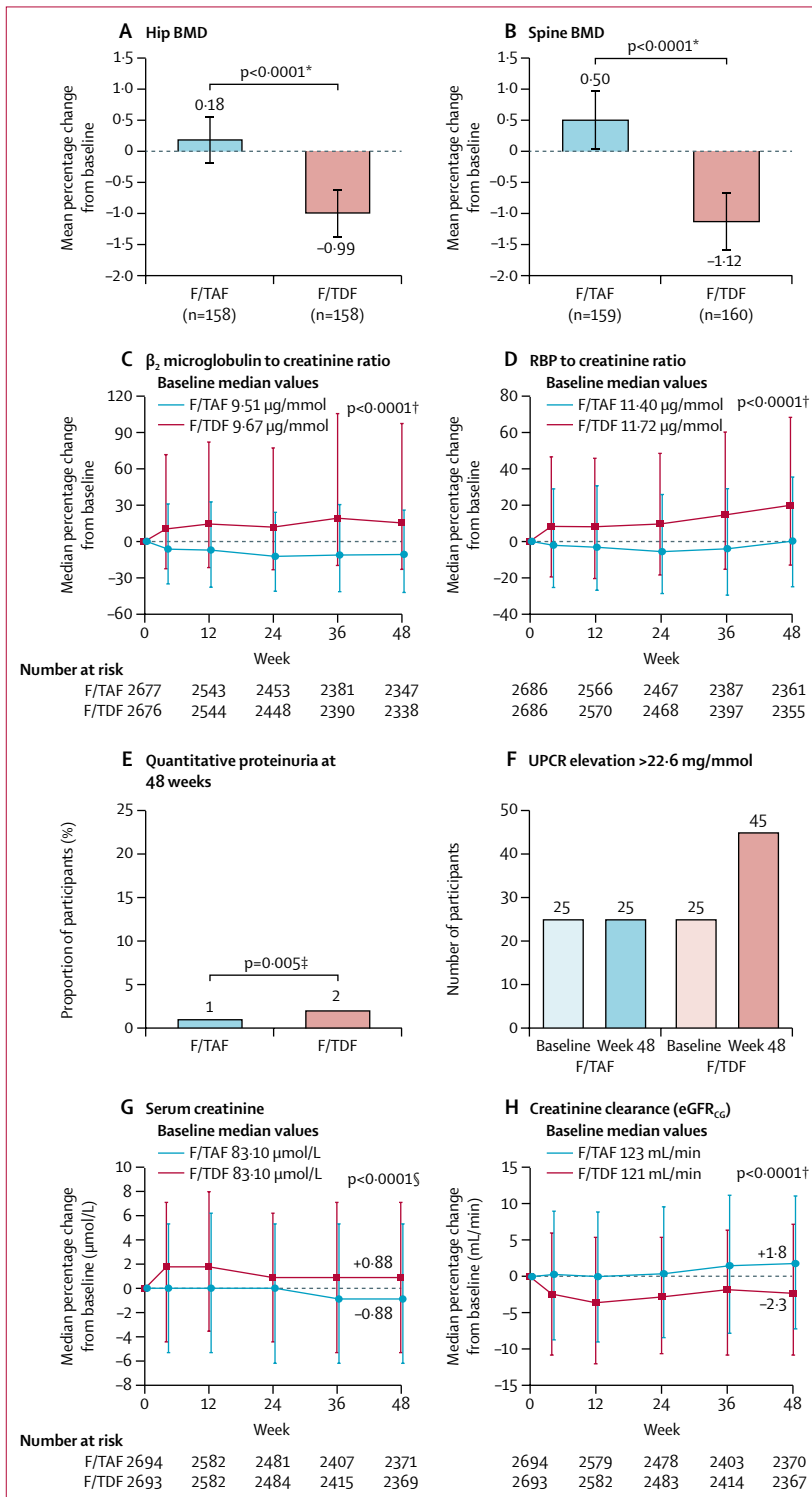 A Hip BMD
Mean percentage change
from baseline
1·5
1·0
0·5
0
–0·5
–1·0
–1·5
–2·0
p<0·0001*
0·18
–0·99
F/TAF
(n=158)
F/TDF
(n=158)
B Spine BMD
Mean percentage change
from baseline
1·5
1·0
0·5
0
–0·5
–1·0
–1·5
–2·0
p<0·0001*
0·50
–1·12
F/TAF
(n=159)
F/TDF
(n=160)
C β₂ microglobulin to creatinine ratio
Baseline median values
F/TAF 9·51 μg/mmol
F/TDF 9·67 μg/mmol
p<0·0001†
Median percentage change
from baseline
120
90
60
30
0
–30
–60
0 12 24 36 48
Week
D RBP to creatinine ratio
Baseline median values
F/TAF 11·40 μg/mmol
F/TDF 11·72 μg/mmol
p<0·0001†
Median percentage change
from baseline
80
60
40
20
0
–20
–40
0 12 24 36 48
Week
Number at risk
F/TAF 2677 2543 2453 2381 2347
F/TDF 2676 2544 2448 2390 2338
2686 2566 2467 2387 2361
2686 2570 2468 2397 2355
E Quantitative proteinuria at
48 weeks
Proportion of participants (%)
25
20
15
10
5
0
p=0·005‡
1
2
F/TAF
F/TDF
F UPCR elevation >22·6 mg/mmol
Number of participants
50
40
30
20
10
0
25
25
25
45
Baseline Week 48 Baseline Week 48
F/TAF F/TDF
G Serum creatinine
Baseline median values
F/TAF 83·10 μmol/L
F/TDF 83·10 μmol/L
p<0·0001§
Median percentage change
from baseline (μmol/L)
10
8
6
4
2
0
–2
–4
–6
–8
+0·88
–0·88
0 12 24 36 48
Week
H Creatinine clearance (eGFR_CG)
Baseline median values
F/TAF 123 mL/min
F/TDF 121 mL/min
p<0·0001†
Median percentage change
from baseline (mL/min)
15
10
5
0
–5
–10
–15
+1·8
–2·3
0 12 24 36 48
Week
Number at risk
F/TAF 2694 2582 2481 2407 2371
F/TDF 2693 2582 2484 2415 2369
2694 2579 2478 2403 2370
2693 2582 2483 2414 2367